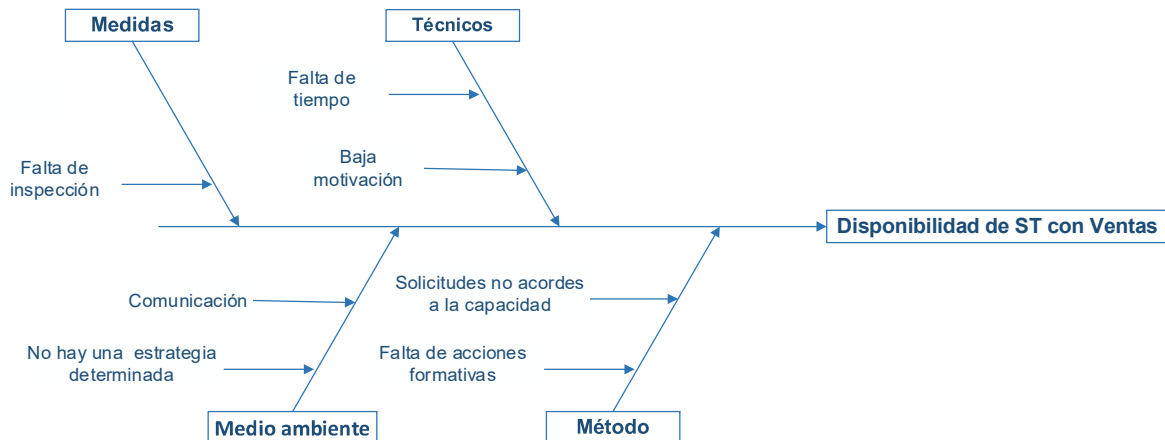 Medidas
Técnicos
Falta de
tiempo
Baja
motivación
Falta de
inspección
Disponibilidad de ST con Ventas
Comunicación
Solicitudes no acordes
a la capacidad
No hay una estrategia
determinada
Falta de acciones
formativas
Medio ambiente
Método